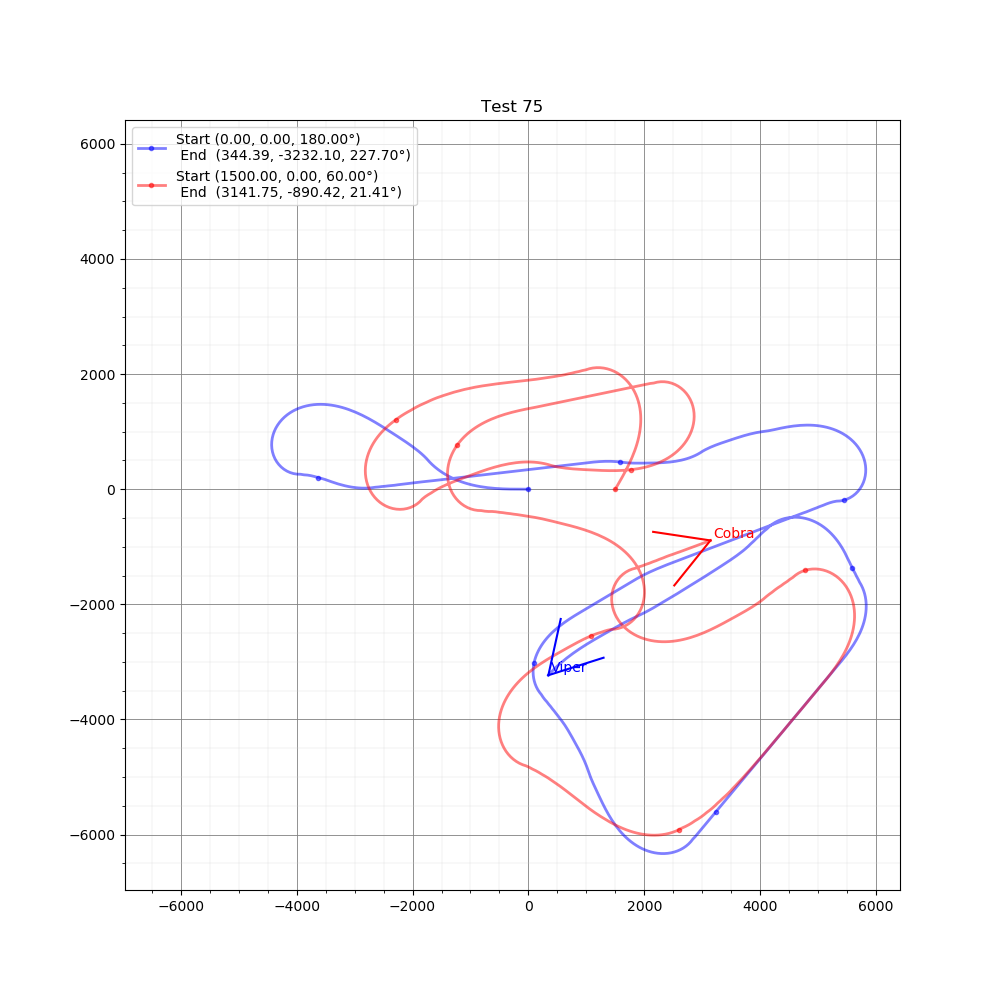 Test 75
Start (0.00, 0.00, 180.00°)
End (344.39, -3232.10, 227.70°)
Start (1500.00, 0.00, 60.00°)
End (3141.75, -890.42, 21.41°)
6000
4000
2000
0
−2000
−4000
−6000
Cobra
Viper
−6000 −4000 −2000 0 2000 4000 6000